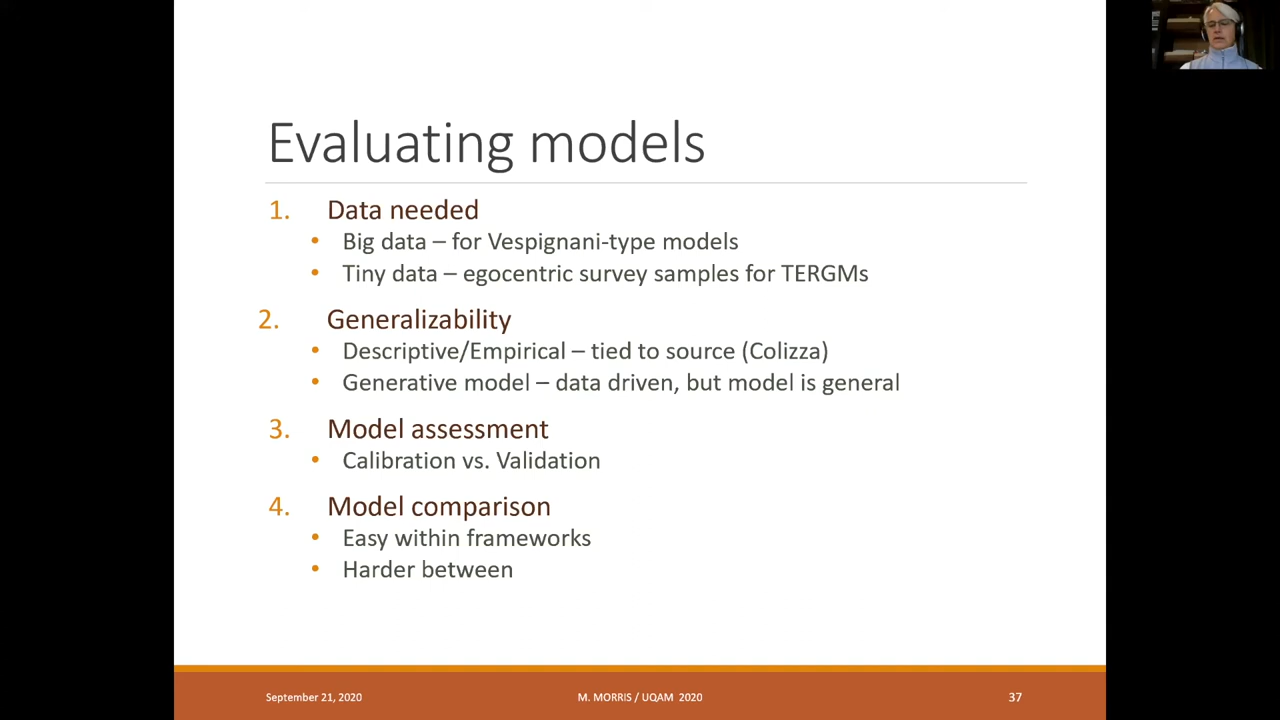 Evaluating models
1. Data needed
• Big data – for Vespignani-type models
• Tiny data – egocentric survey samples for TERGMs
2. Generalizability
• Descriptive/Empirical – tied to source (Colizza)
• Generative model – data driven, but model is general
3. Model assessment
• Calibration vs. Validation
4. Model comparison
• Easy within frameworks
• Harder between
September 21, 2020
M. MORRIS / UQAM 2020
37